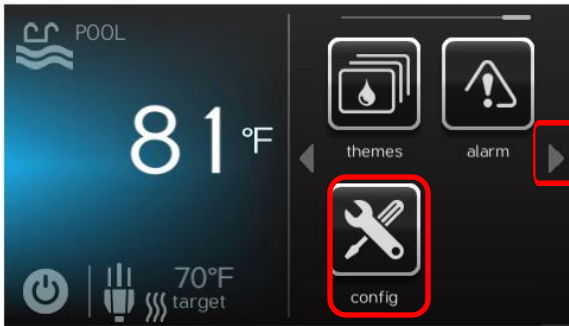 POOL
81°F
themes
alarm
70°F
target
config